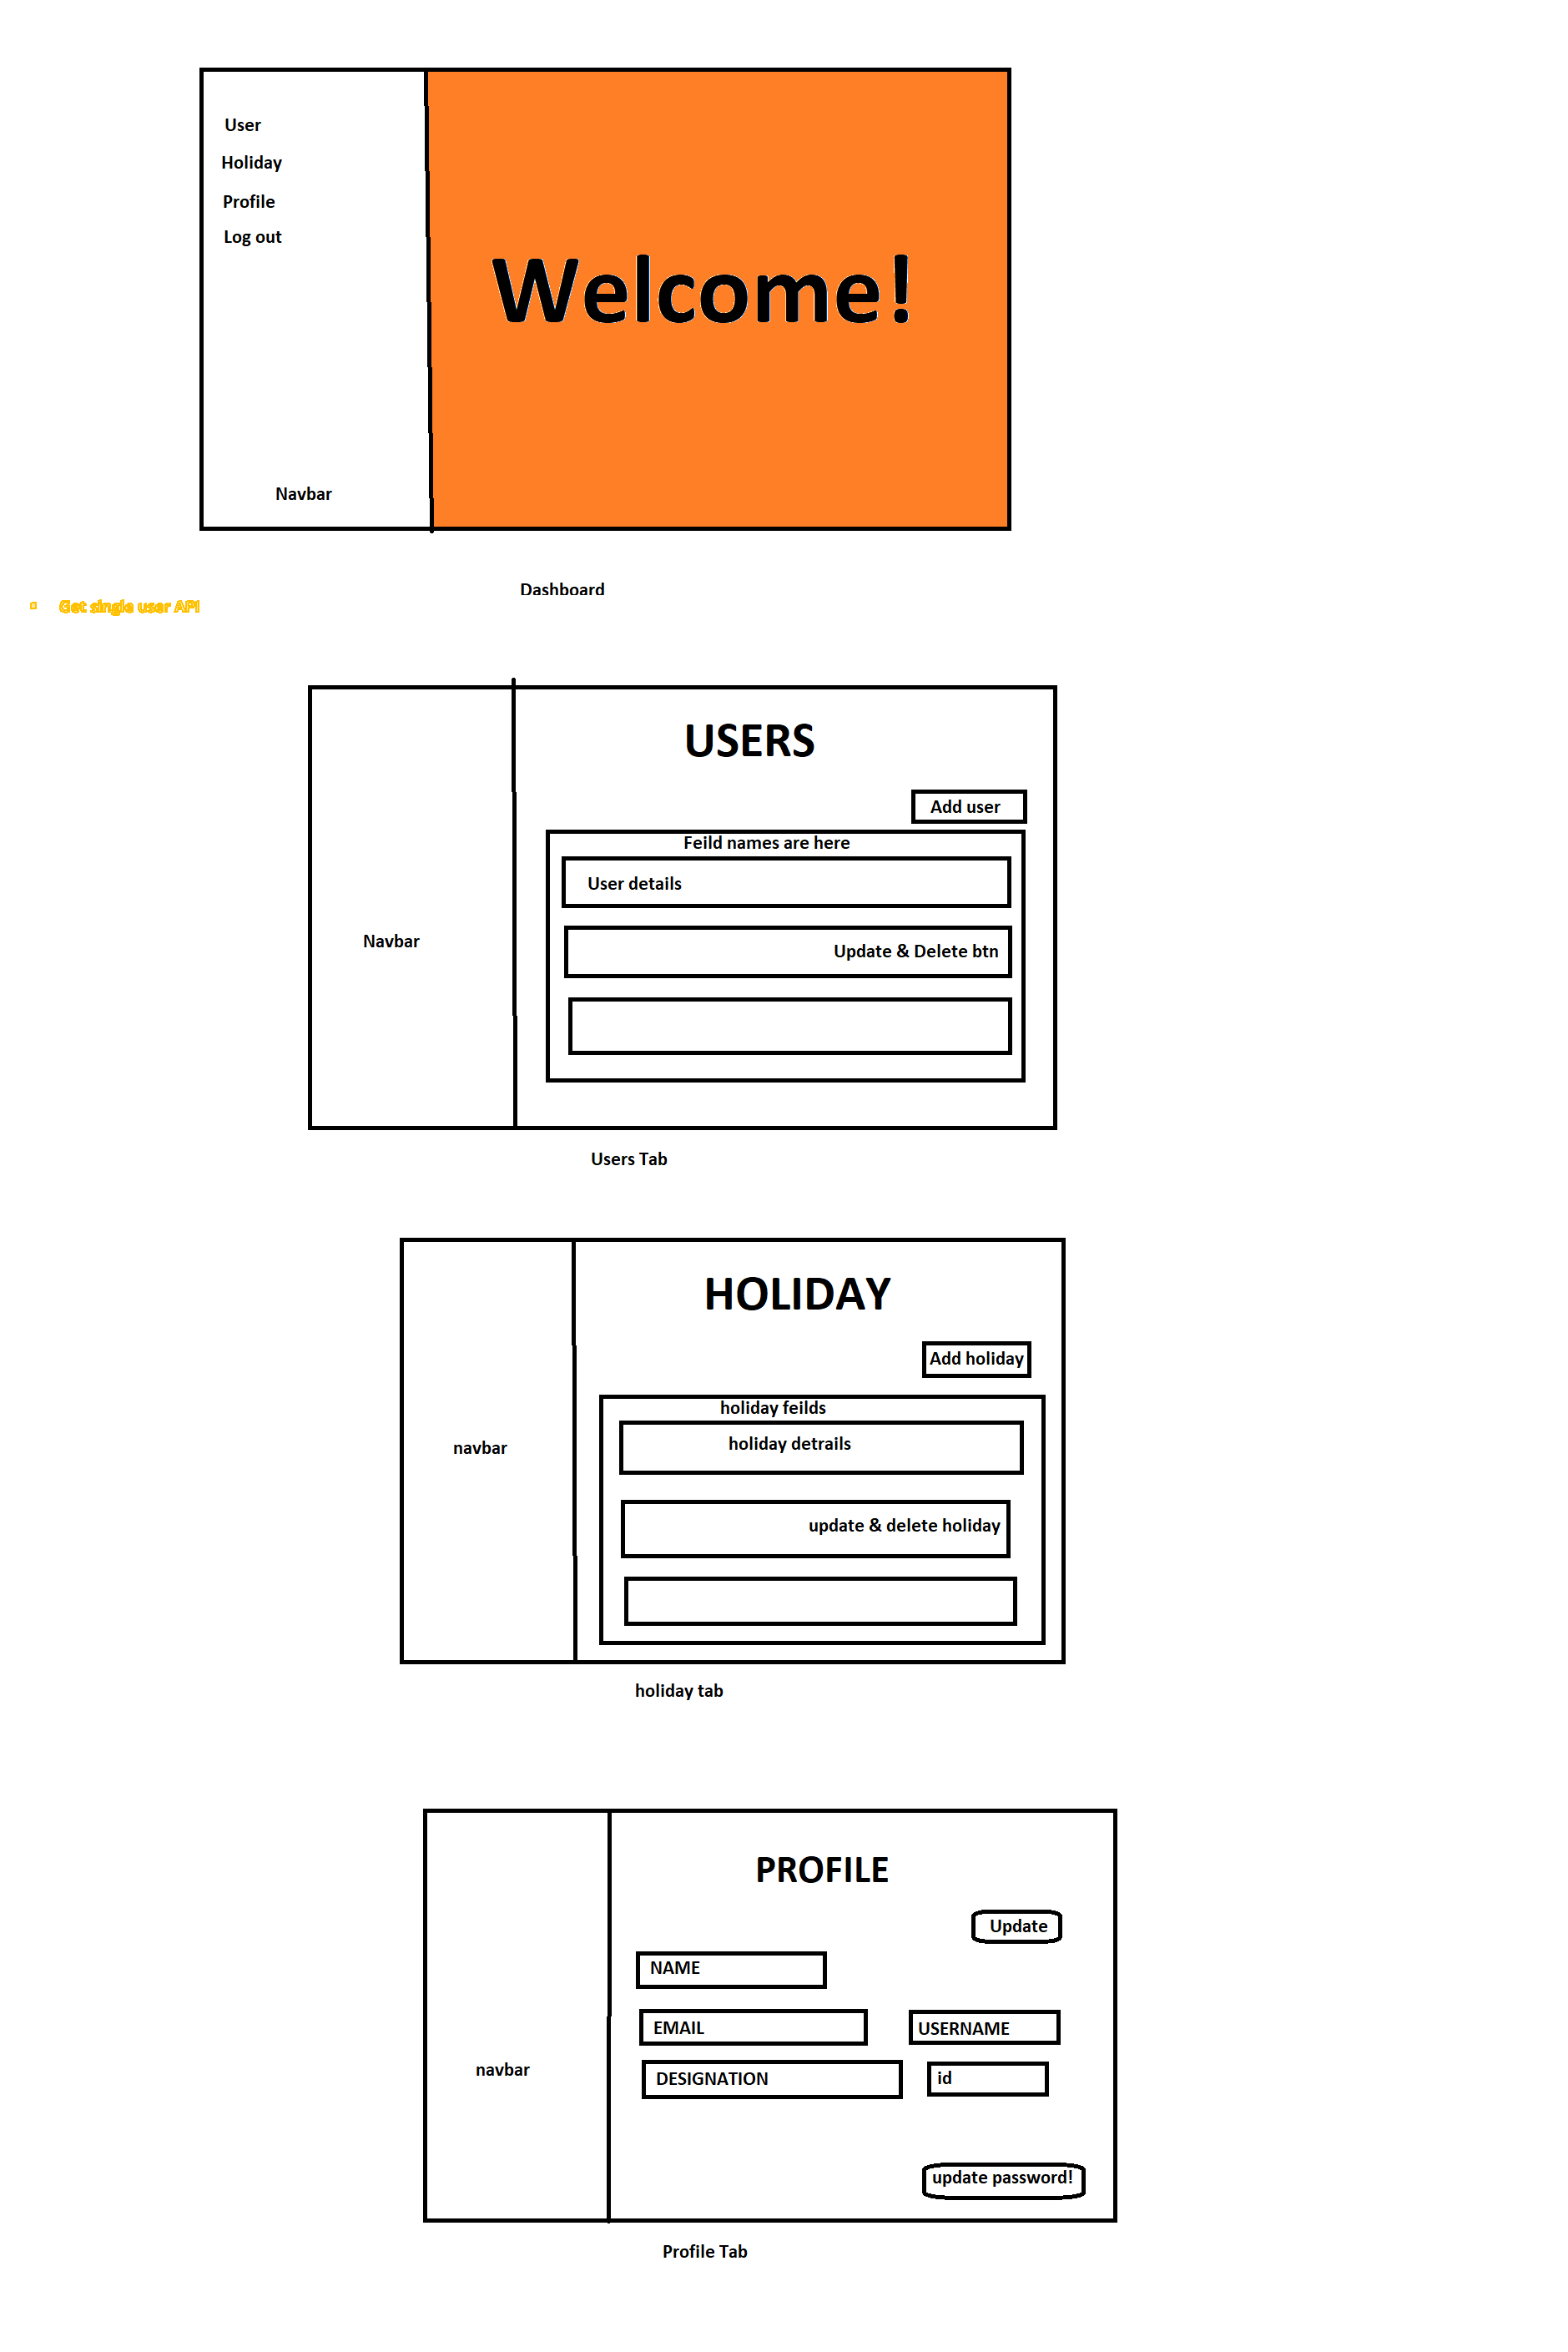 User
Holiday
Profile
Log out
Welcome!
Navbar
Dashboard
Get single user API
USERS
Add user
Feild names are here
User details
Navbar
Update & Delete btn
Users Tab
HOLIDAY
Add holiday
holiday feilds
holiday detrails
navbar
update & delete holiday
holiday tab
PROFILE
Update
NAME
EMAIL
USERNAME
navbar
DESIGNATION
id
update password!
Profile Tab